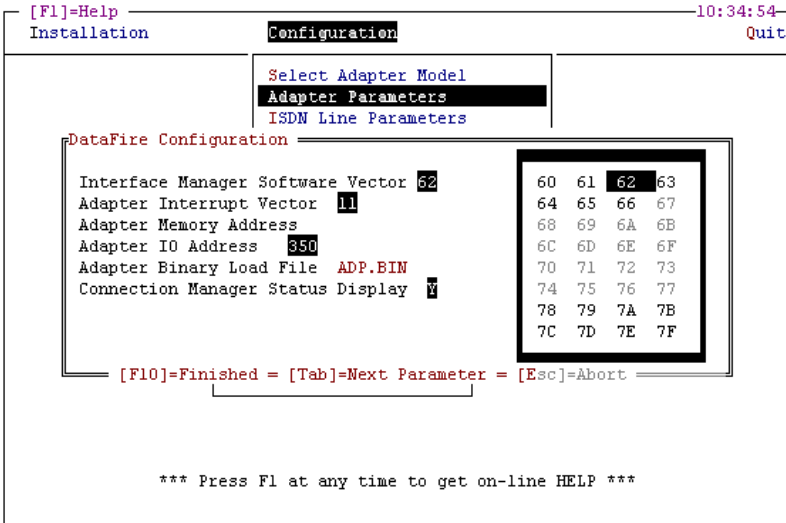 [F1]=Help 10:34:54
Installation Configuration Quit
Select Adapter Model
Adapter Parameters
ISDN Line Parameters
DataFire Configuration
Interface Manager Software Vector 62
Adapter Interrupt Vector 11
Adapter Memory Address
Adapter IO Address 350
Adapter Binary Load File ADP.BIN
Connection Manager Status Display Y
60 61 62 63
64 65 66 67
68 69 6A 6B
6C 6D 6E 6F
70 71 72 73
74 75 76 77
78 79 7A 7B
7C 7D 7E 7F
[F10]=Finished = [Tab]=Next Parameter = [Esc]=Abort
*** Press F1 at any time to get on-line HELP ***